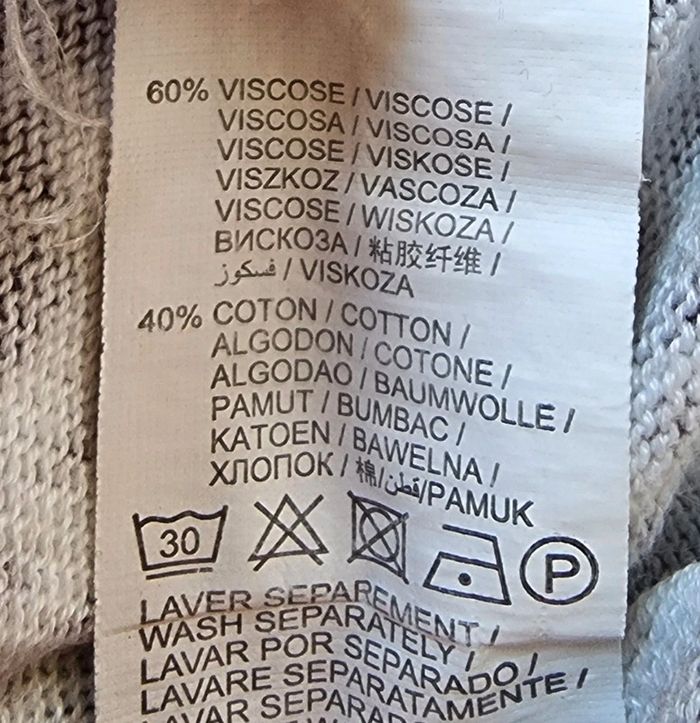 60% VISCOSE / VISCOSE /
VISCOSA / VISCOSA /
VISCOSE / VISKOSE /
VISZKOZ / VASCOZA /
VISCOSE / WISKOZA /
ВИСКОЗА / 粘胶纤维 /
فسكوز / VISKOZA
40% COTON / COTTON /
ALGODON / COTONE /
ALGODAO / BAUMWOLLE /
PAMUT / BUMBAC /
KATOEN / BAWELNA /
ХЛОПОК / 棉/قطن/PAMUK
30 P
LAVER SEPAREMENT /
WASH SEPARATELY /
LAVAR POR SEPARADO /
LAVARE SEPARATAMENTE /
LAVAR SEPARAD